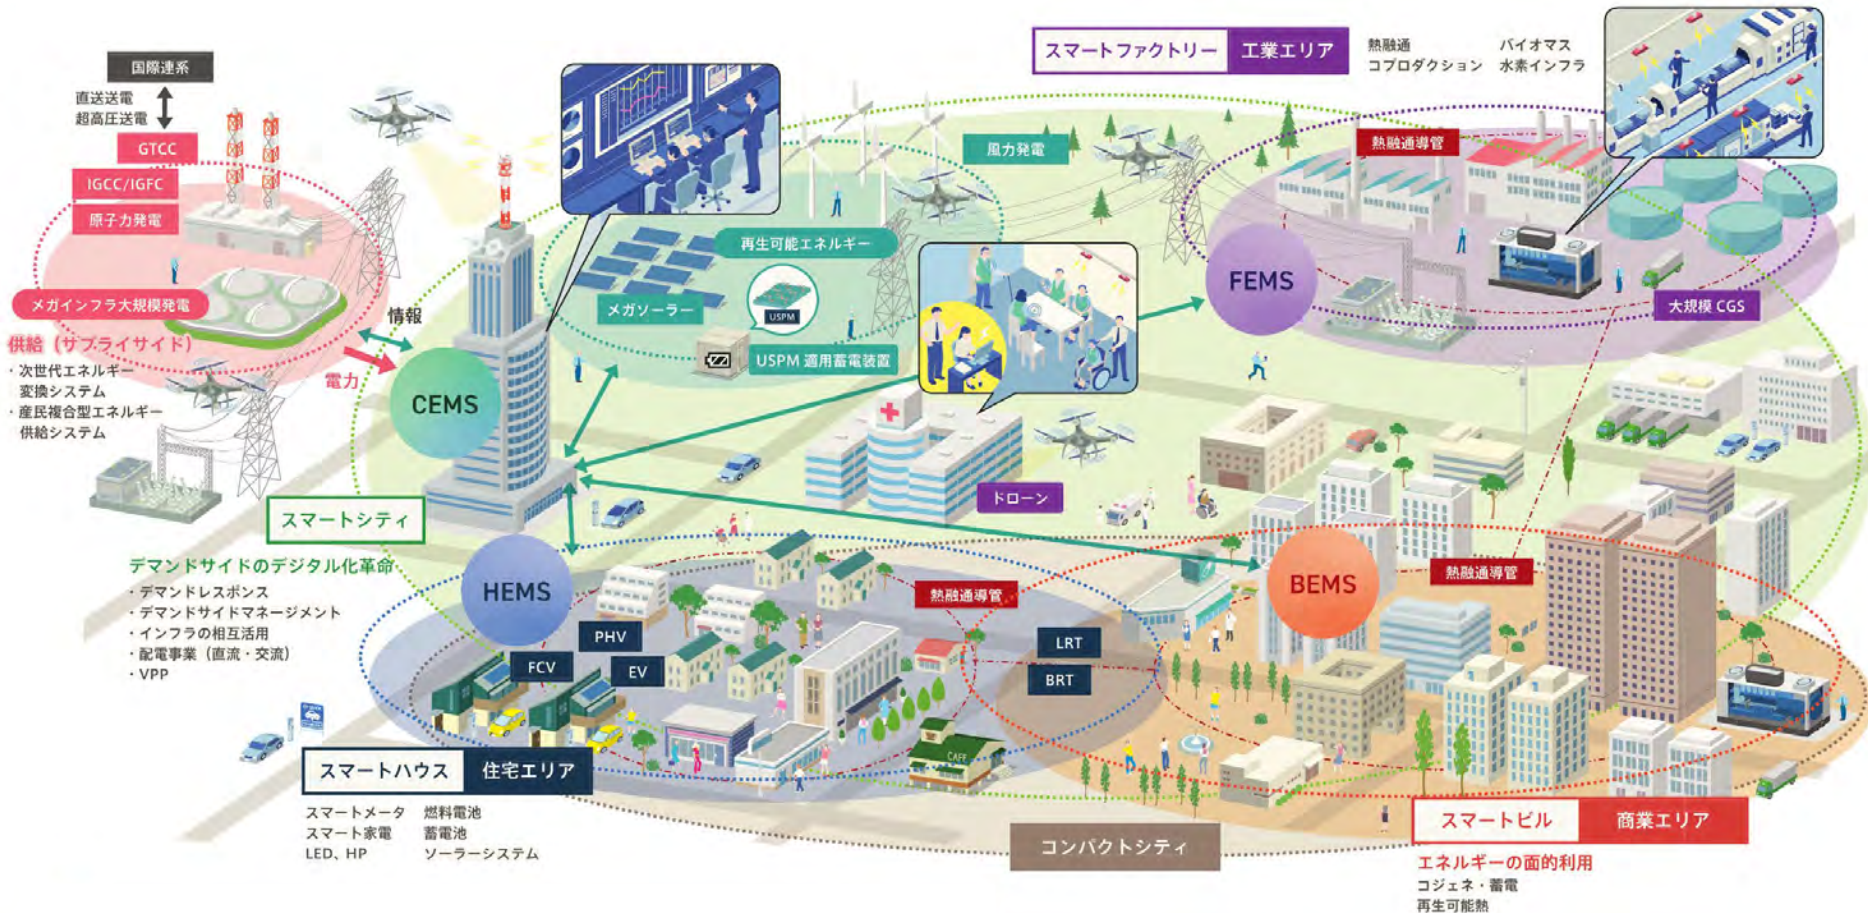 国際連系
直送送電
超高圧送電
GTCC
IGCC/IGFC
原子力発電
メガインフラ大規模発電
供給（サプライサイド）
・次世代エネルギー
変換システム
・産民複合型エネルギー
供給システム
情報
電力
CEMS
スマートシティ
デマンドサイドのデジタル化革命
・デマンドレスポンス
・デマンドサイドマネージメント
・インフラの相互活用
・配電事業（直流・交流）
・VPP
風力発電
再生可能エネルギー
メガソーラー
USPM
USPM 適用蓄電装置
スマートファクトリー
工業エリア
熱融通
バイオマス
コプロダクション
水素インフラ
熱融通導管
FEMS
大規模 CGS
ドローン
HEMS
熱融通導管
PHV
FCV
EV
LRT
BRT
CAFE
スマートハウス
住宅エリア
スマートメータ
燃料電池
スマート家電
蓄電池
LED、HP
ソーラーシステム
コンパクトシティ
BEMS
熱融通導管
スマートビル
商業エリア
エネルギーの面的利用
コジェネ・蓄電
再生可能熱